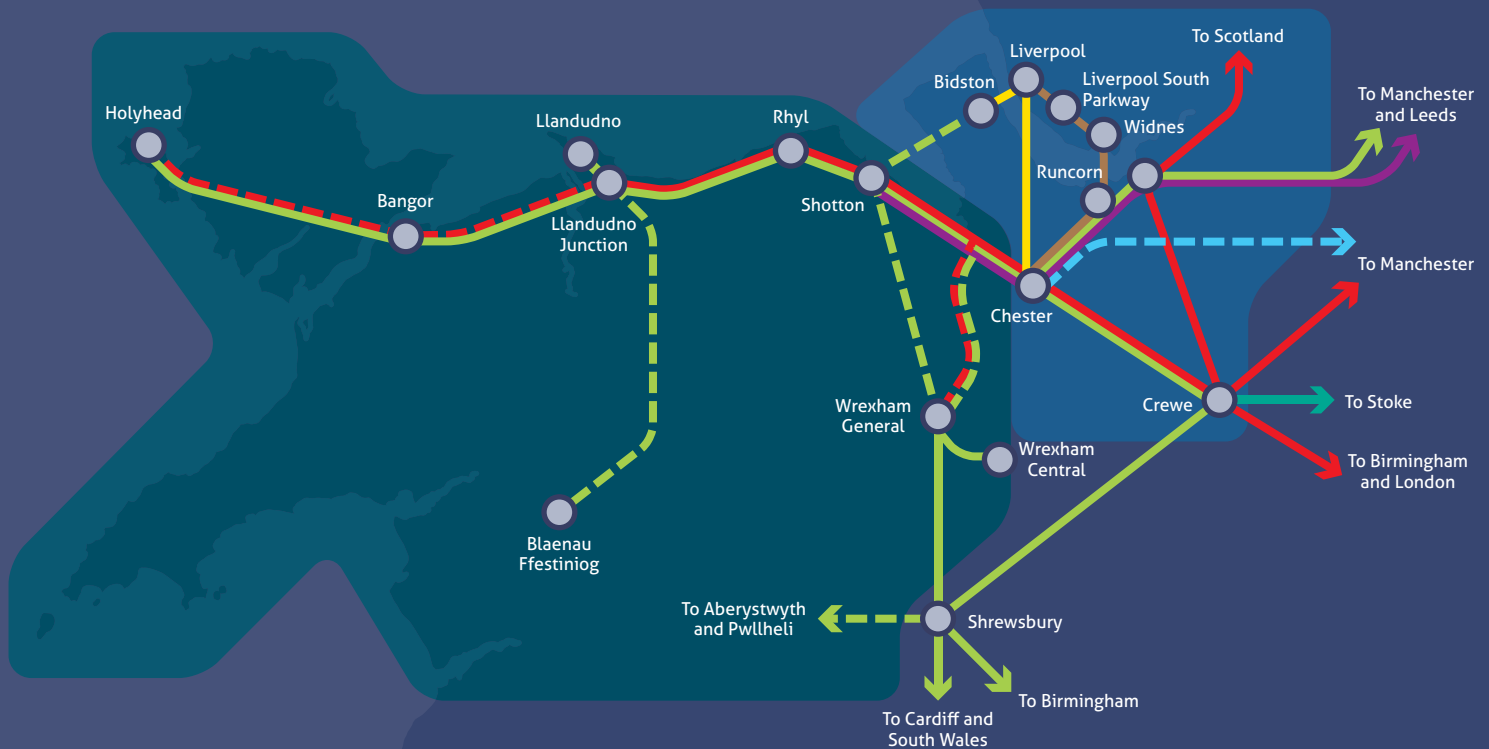 To Scotland
Liverpool
Bidston
Liverpool South
Parkway
To Manchester
and Leeds
Holyhead
Llandudno
Rhyl
Widnes
Runcorn
Bangor
Shotton
Llandudno
Junction
To Manchester
Chester
Wrexham
General
Crewe
To Stoke
Wrexham
Central
To Birmingham
and London
Blaenau
Ffestiniog
To Aberystwyth
and Pwllheli
Shrewsbury
To Birmingham
To Cardiff and
South Wales